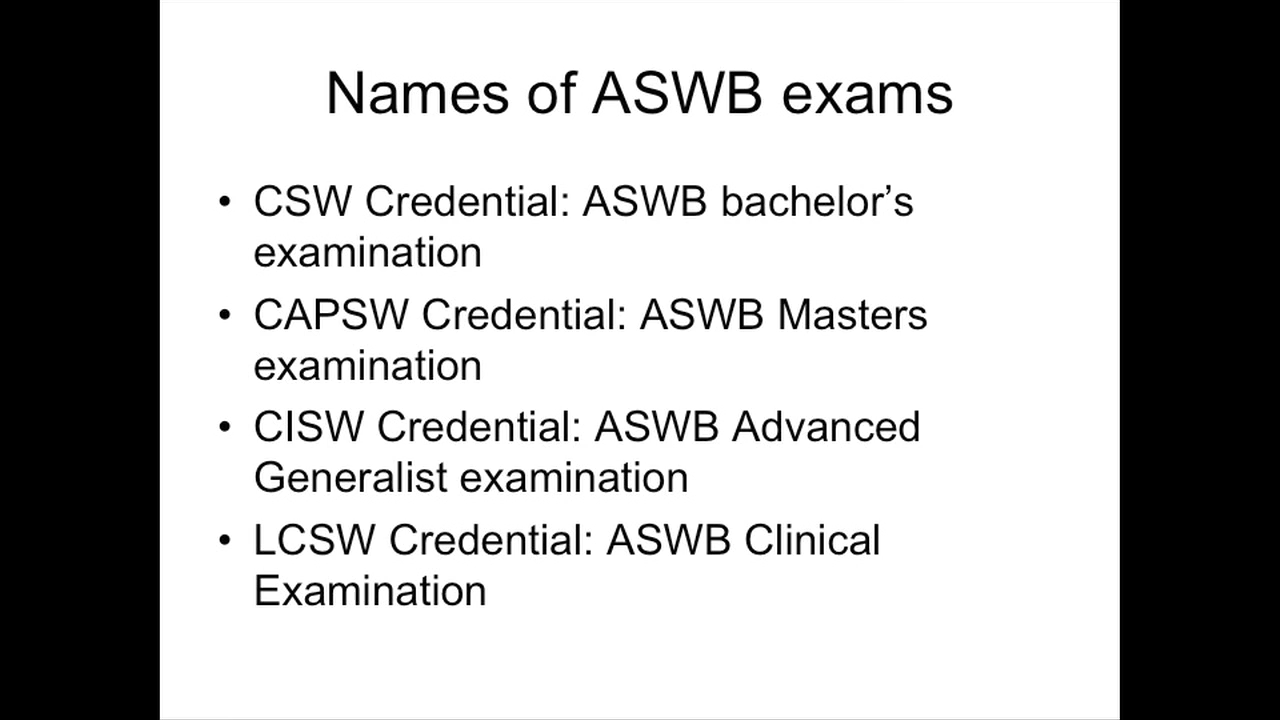 Names of ASWB exams
• CSW Credential: ASWB bachelor’s
examination
• CAPSW Credential: ASWB Masters
examination
• CISW Credential: ASWB Advanced
Generalist examination
• LCSW Credential: ASWB Clinical
Examination